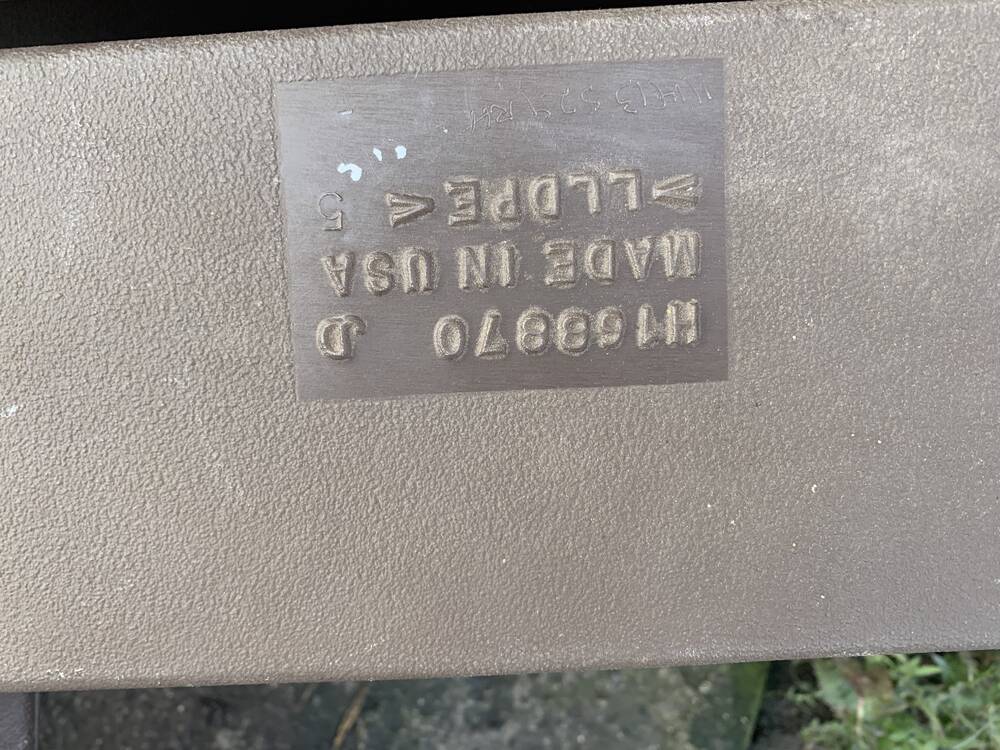 H168870 D
MADE IN USA
>LLDPE< 5